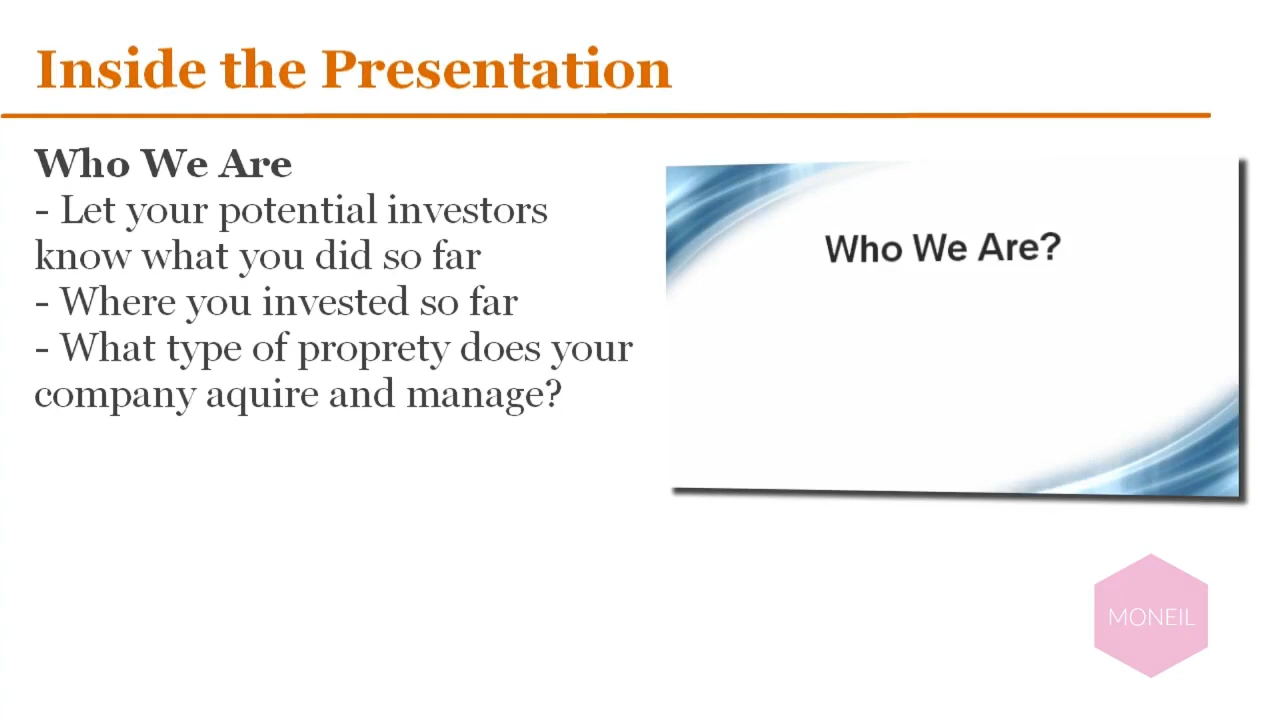 Inside the Presentation
Who We Are
- Let your potential investors
know what you did so far
- Where you invested so far
- What type of proprety does your
company aquire and manage?
Who We Are?
MONEIL